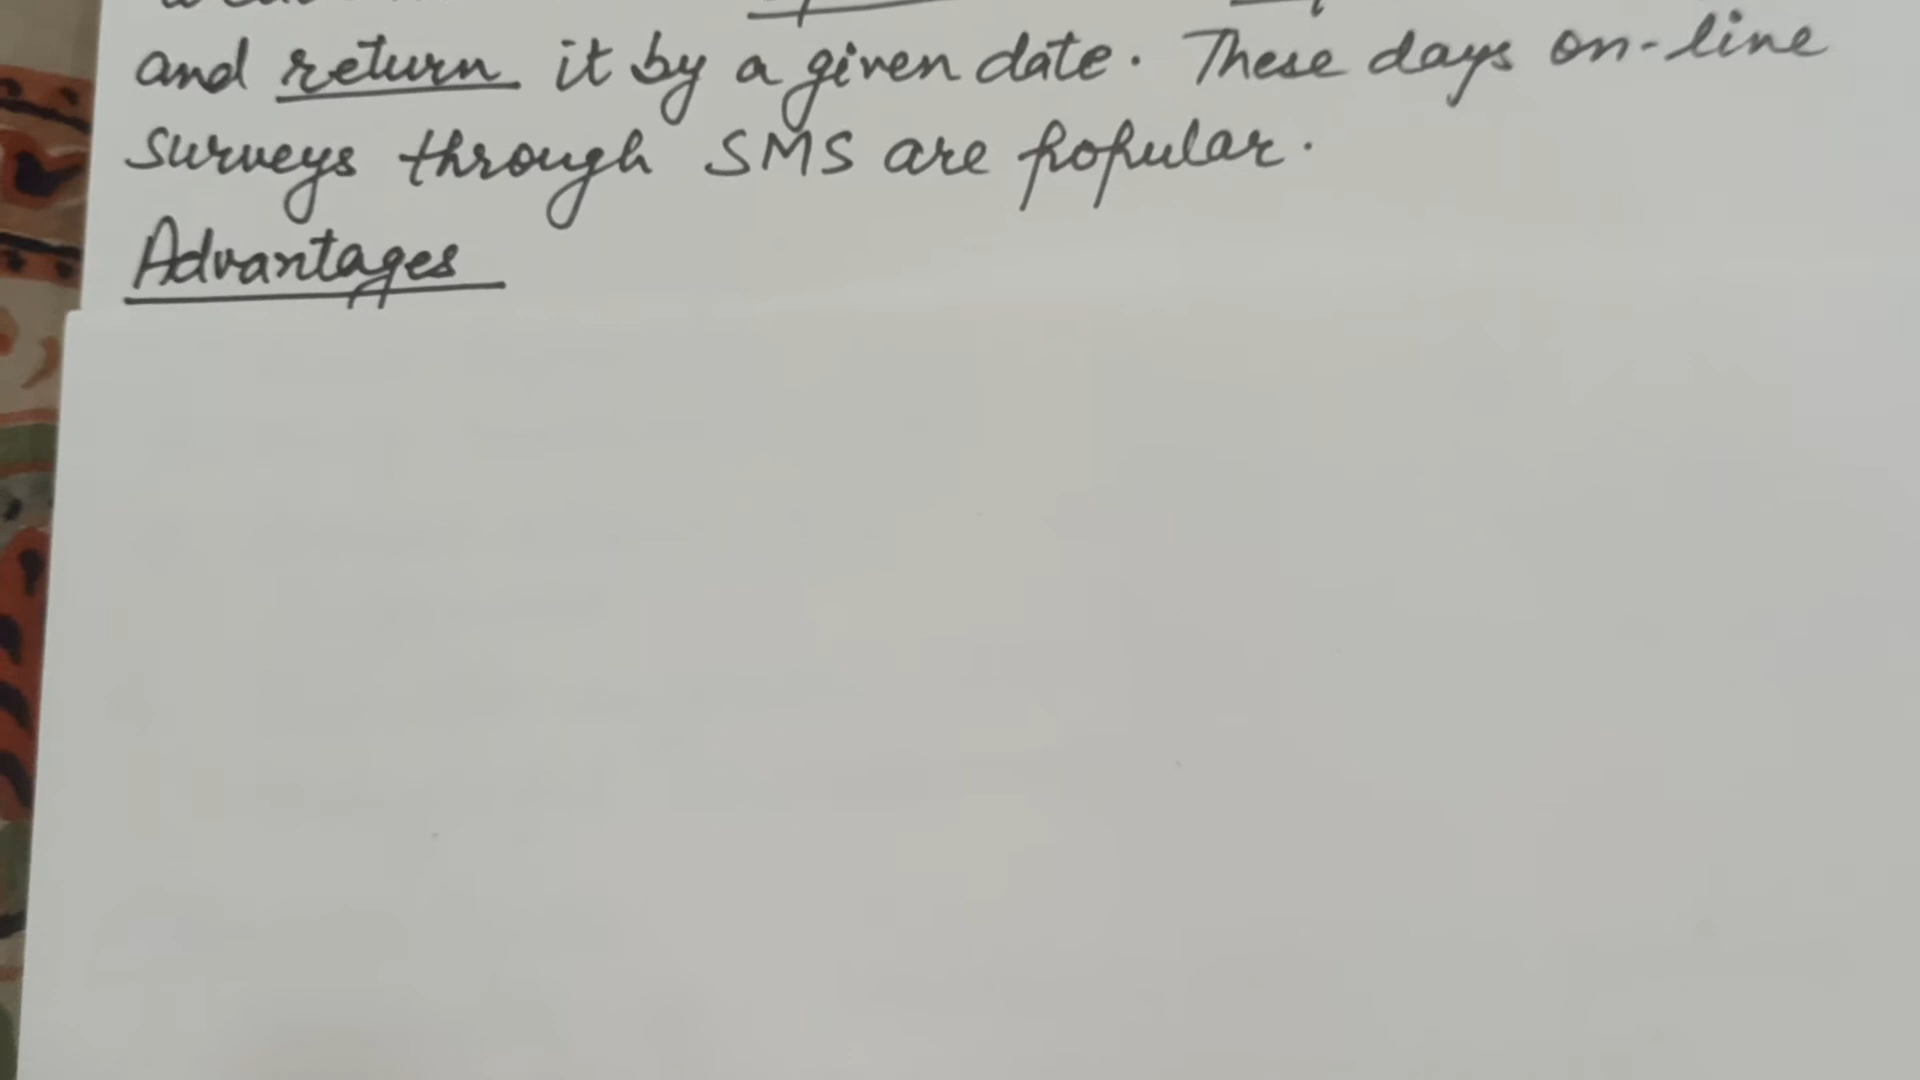 and return it by a given date. These days on-line
surveys through SMS are popular.
Advantages